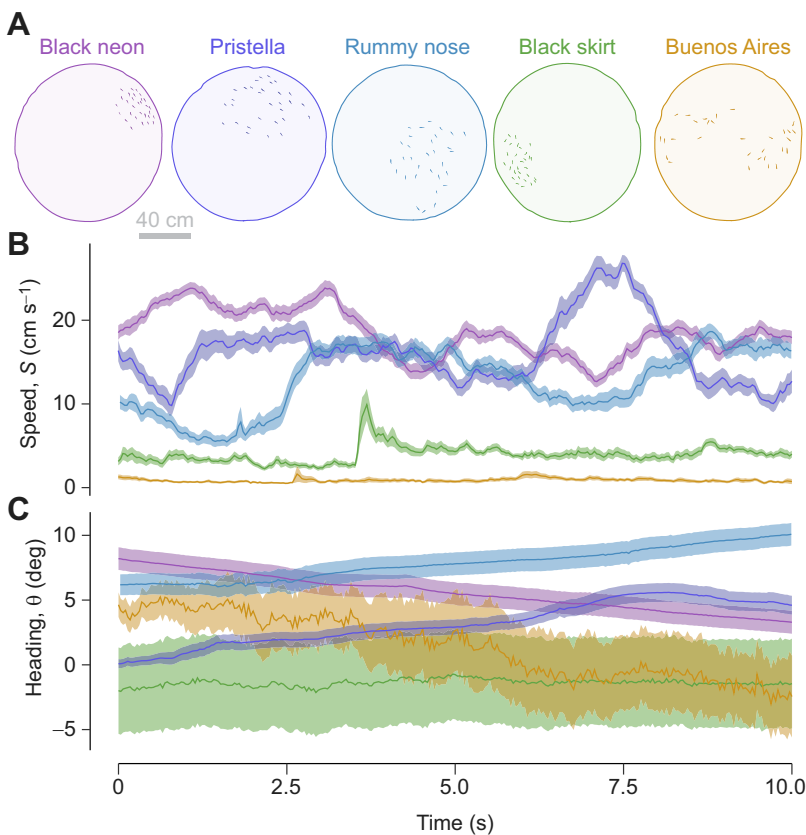 A
Black neon Pristella Rummy nose Black skirt Buenos Aires
40 cm
B
Speed, S (cm s⁻¹)
20
10
0
C
Heading, θ (deg)
10
5
0
−5
0 2.5 5.0 7.5 10.0
Time (s)